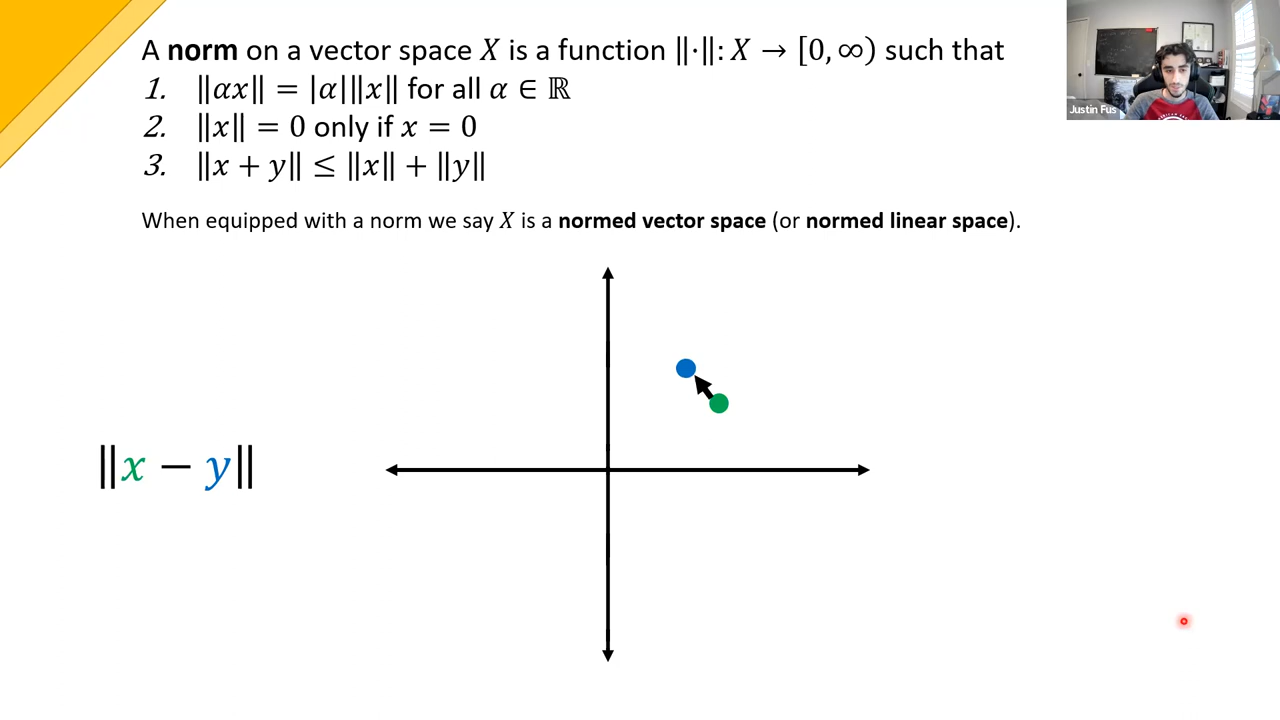 A norm on a vector space X is a function ‖·‖: X → [0, ∞) such that
1. ‖αx‖ = |α|‖x‖ for all α ∈ ℝ
2. ‖x‖ = 0 only if x = 0
3. ‖x + y‖ ≤ ‖x‖ + ‖y‖
When equipped with a norm we say X is a normed vector space (or normed linear space).
‖x − y‖
Justin Fus